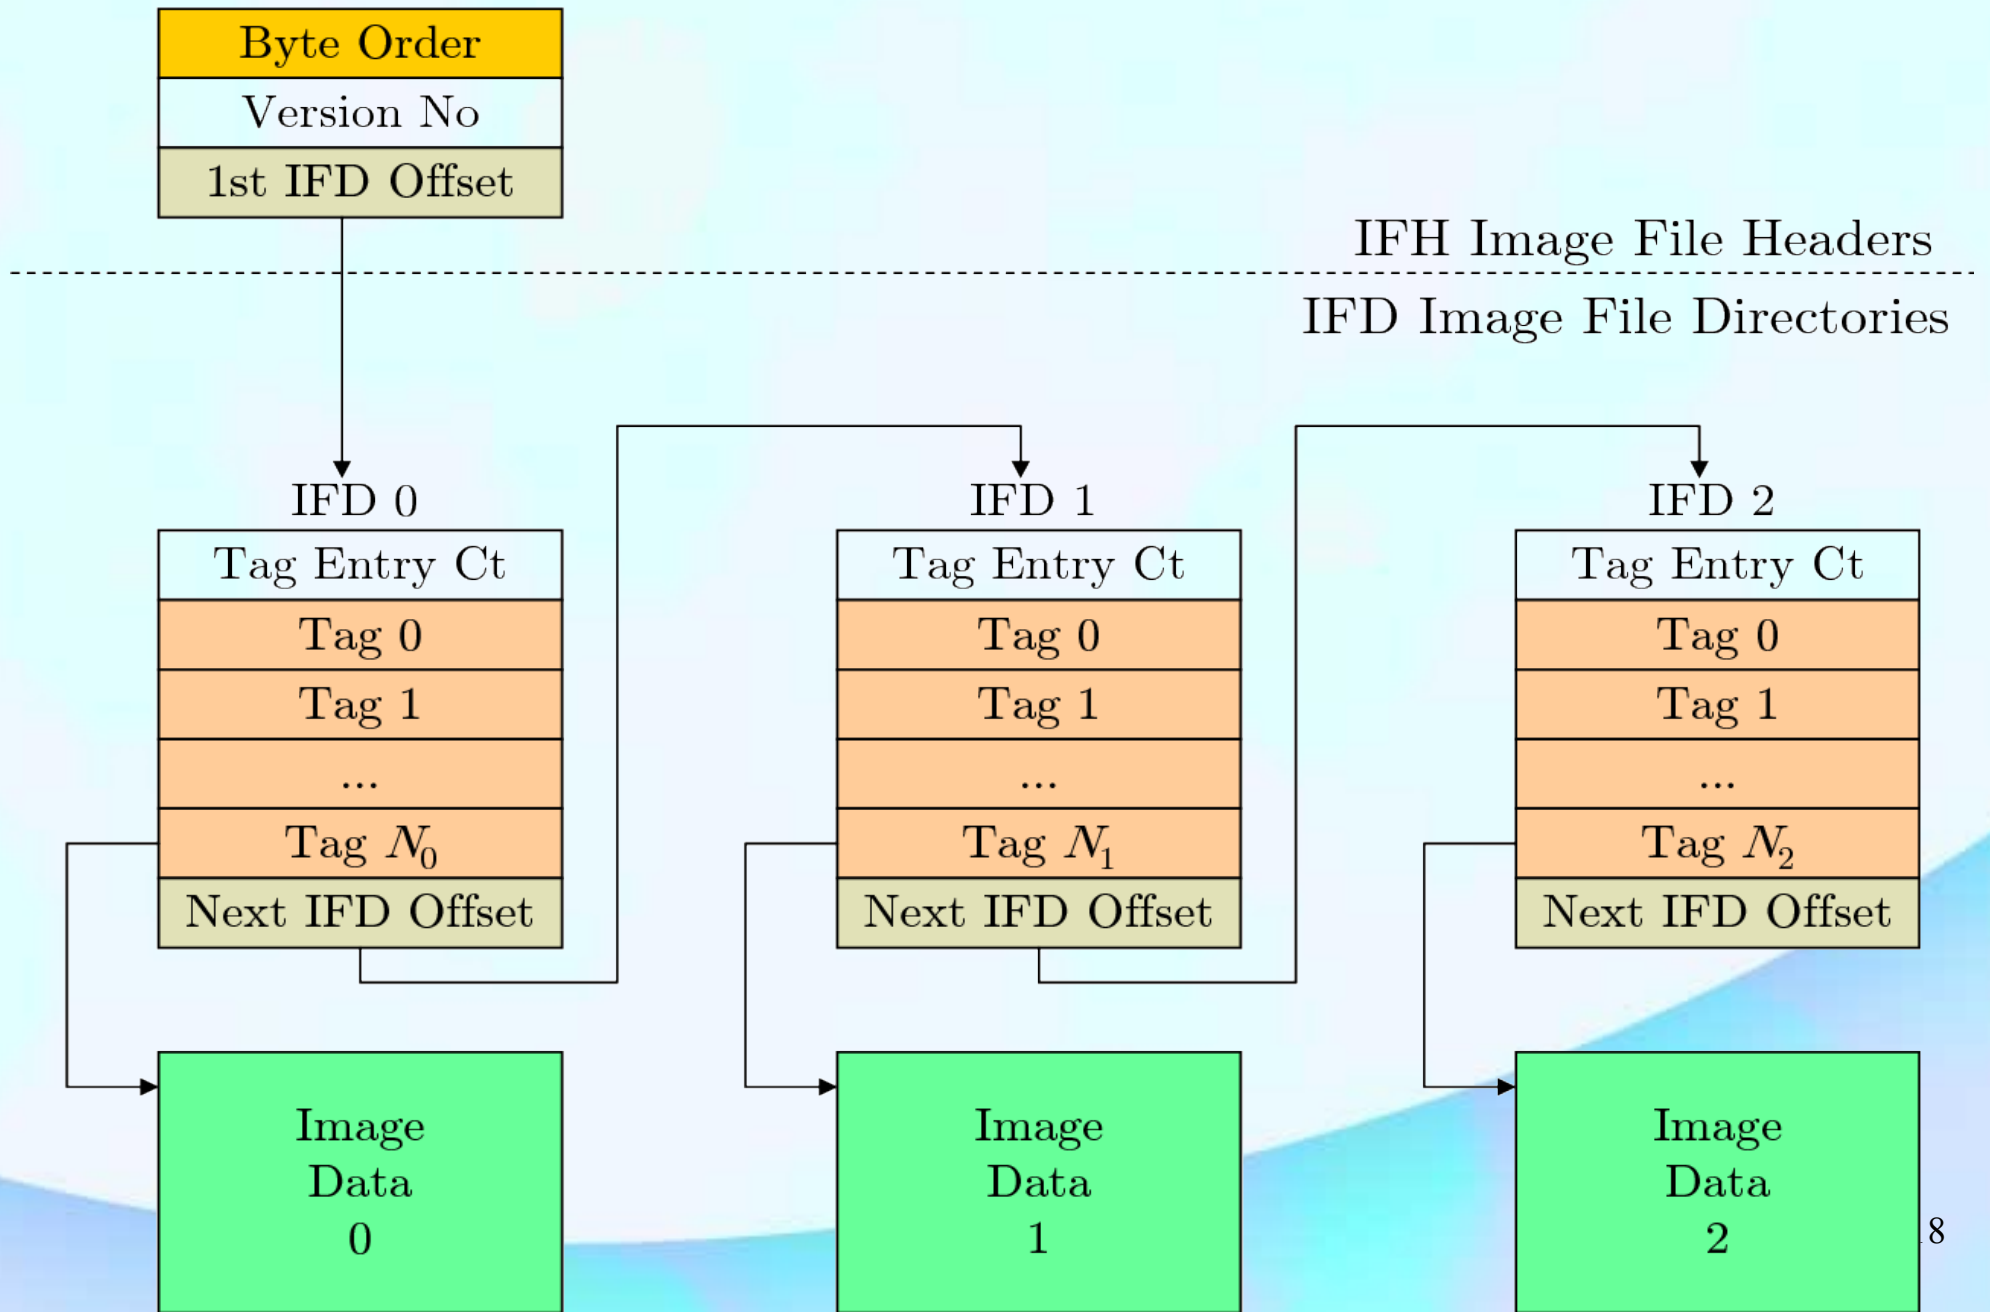 Byte Order
Version No
1st IFD Offset
IFH Image File Headers
IFD Image File Directories
IFD 0
Tag Entry Ct
Tag 0
Tag 1
...
Tag N₀
Next IFD Offset
Image
Data
0
IFD 1
Tag Entry Ct
Tag 0
Tag 1
...
Tag N₁
Next IFD Offset
Image
Data
1
IFD 2
Tag Entry Ct
Tag 0
Tag 1
...
Tag N₂
Next IFD Offset
Image
Data
2